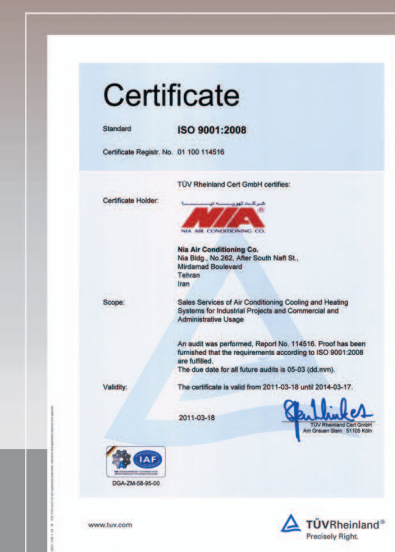 Certificate
Standard ISO 9001:2008
Certificate Registr. No. 01 100 114516
TÜV Rheinland Cert GmbH certifies:
Certificate Holder:
شرکت تهویه نیا
NIA®
NIA AIR CONDITIONING CO.
Nia Air Conditioning Co.
Nia Bldg., No.262, After South Naft St.,
Mirdamad Boulevard
Tehran
Iran
Scope: Sales Services of Air Conditioning Cooling and Heating
Systems for Industrial Projects and Commercial and
Administrative Usage
An audit was performed, Report No. 114516. Proof has been
furnished that the requirements according to ISO 9001:2008
are fulfilled.
The due date for all future audits is 05-03 (dd.mm).
Validity: The certificate is valid from 2011-03-18 until 2014-03-17.
2011-03-18
TÜV Rheinland Cert GmbH
Am Grauen Stein 51105 Köln
IAF
DGA-ZM-58-95-00
www.tuv.com
TÜVRheinland®
Precisely Right.